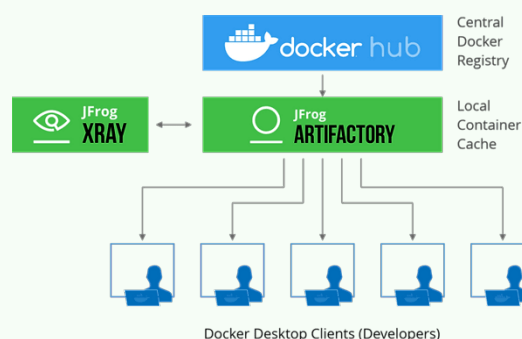 docker hub
Central
Docker
Registry
JFrog
XRAY
JFrog
ARTIFACTORY
Local
Container
Cache
Docker Desktop Clients (Developers)